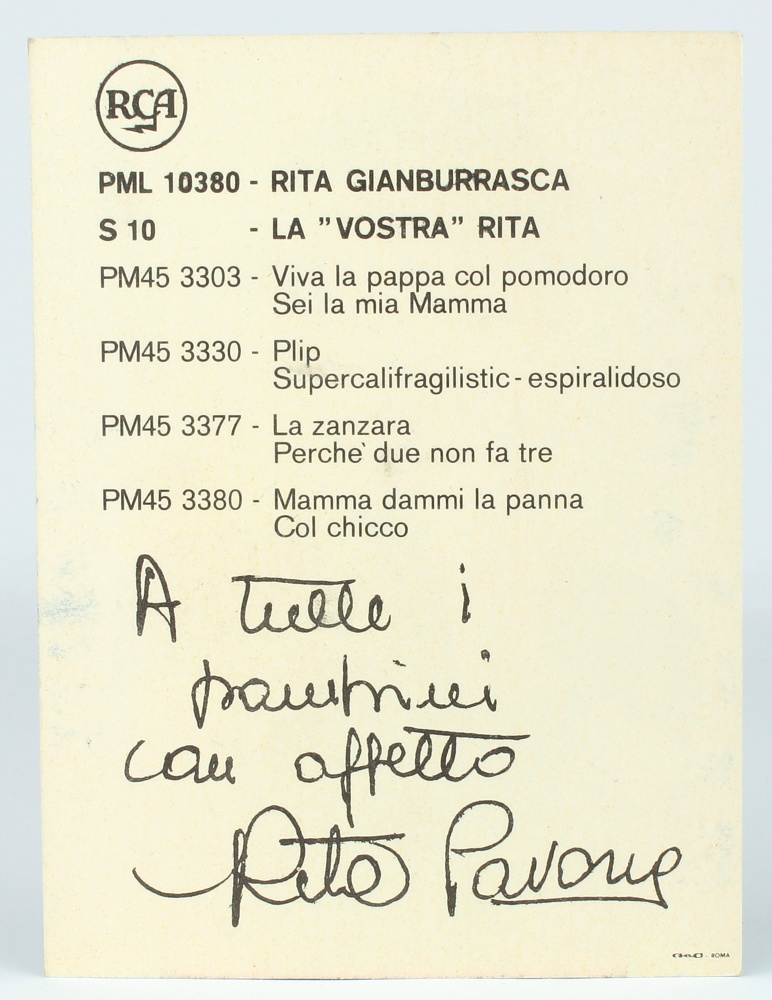 RCA
PML 10380 - RITA GIANBURRASCA
S 10 - LA "VOSTRA" RITA
PM45 3303 - Viva la pappa col pomodoro
Sei la mia Mamma
PM45 3330 - Plip
Supercalifragilistic-espiralidoso
PM45 3377 - La zanzara
Perche` due non fa tre
PM45 3380 - Mamma dammi la panna
Col chicco
A tutti i
bambini
con affetto
Rita Pavone
ROMA